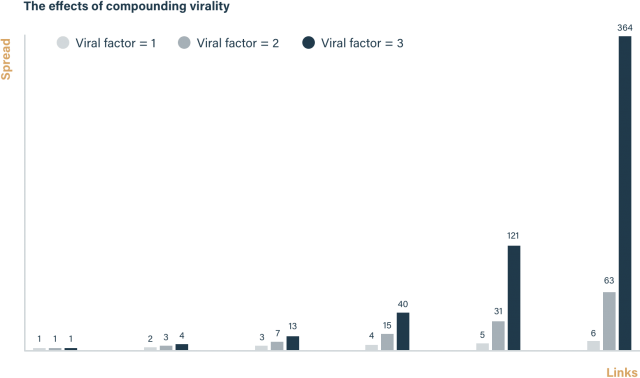 The effects of compounding virality
Spread
Viral factor = 1
Viral factor = 2
Viral factor = 3
1 1 1
2 3 4
3 7 13
4 15 40
5 31 121
6 63 364
Links